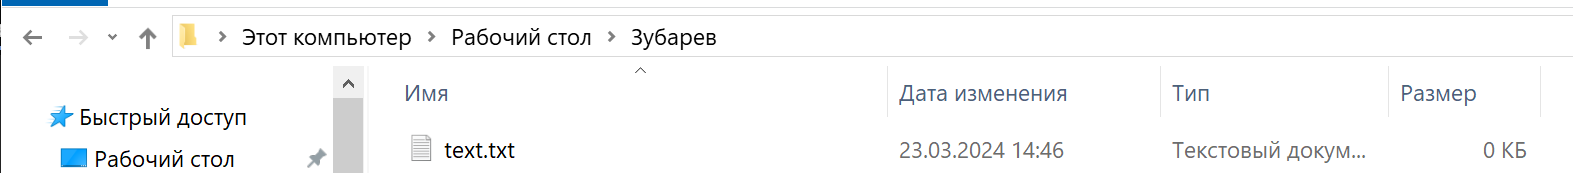 Этот компьютер > Рабочий стол > Зубарев
Имя Дата изменения Тип Размер
Быстрый доступ
text.txt 23.03.2024 14:46 Текстовый докум... 0 КБ
Рабочий стол